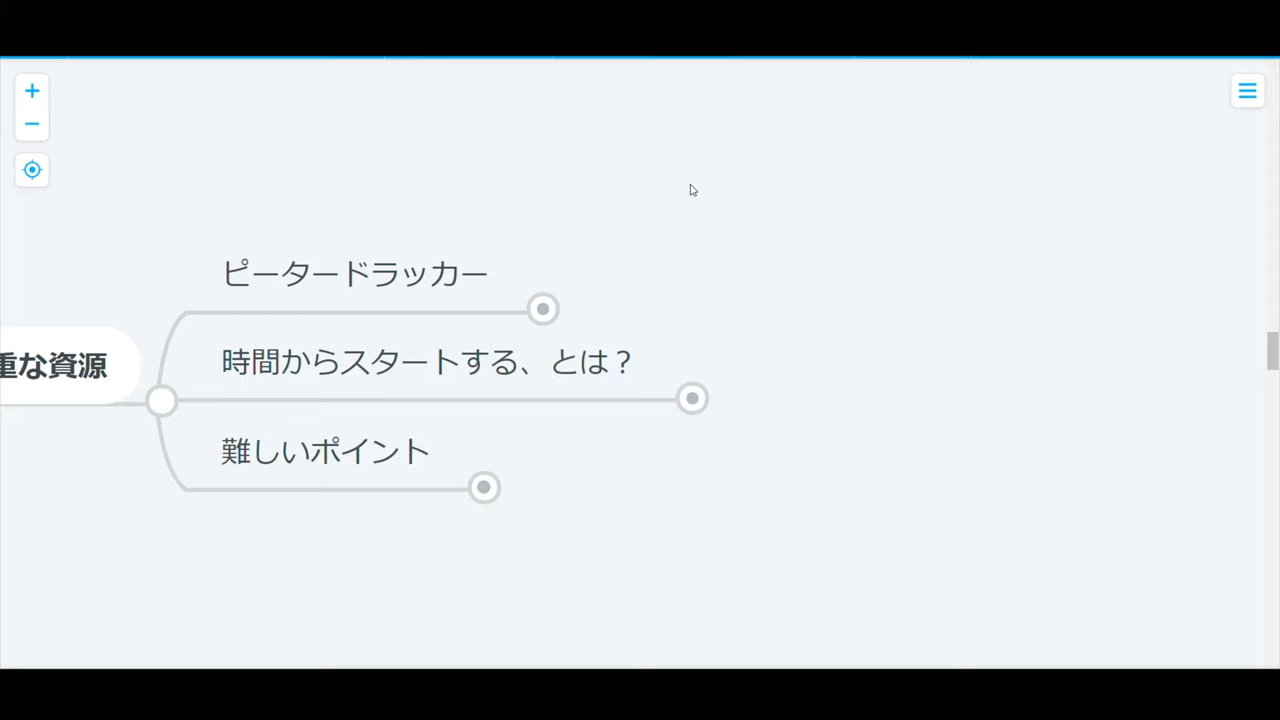 ピータードラッカー
重な資源
時間からスタートする、とは？
難しいポイント